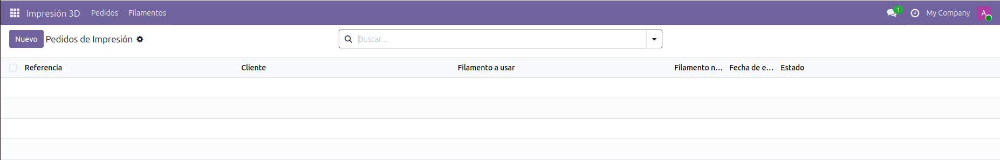 Impresión 3D Pedidos Filamentos 1 My Company A
Nuevo Pedidos de Impresión Buscar...
Referencia Cliente Filamento a usar Filamento n... Fecha de e... Estado